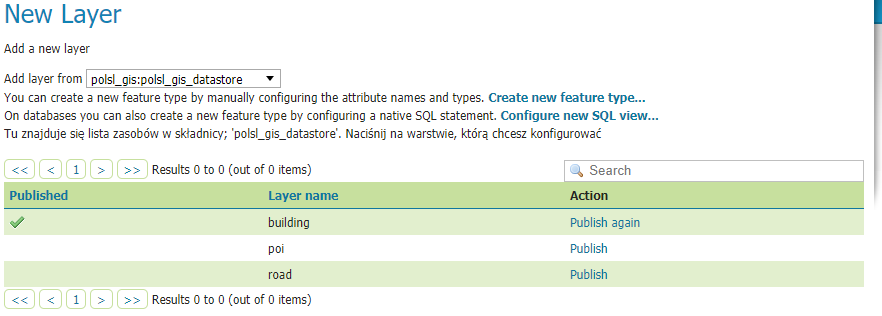 New Layer
Add a new layer
Add layer from polsl_gis:polsl_gis_datastore
You can create a new feature type by manually configuring the attribute names and types. Create new feature type...
On databases you can also create a new feature type by configuring a native SQL statement. Configure new SQL view...
Tu znajduje się lista zasobów w składnicy; 'polsl_gis_datastore'. Naciśnij na warstwie, którą chcesz konfigurować
<< < 1 > >> Results 0 to 0 (out of 0 items) Search
Published Layer name Action
building Publish again
poi Publish
road Publish
<< < 1 > >> Results 0 to 0 (out of 0 items)